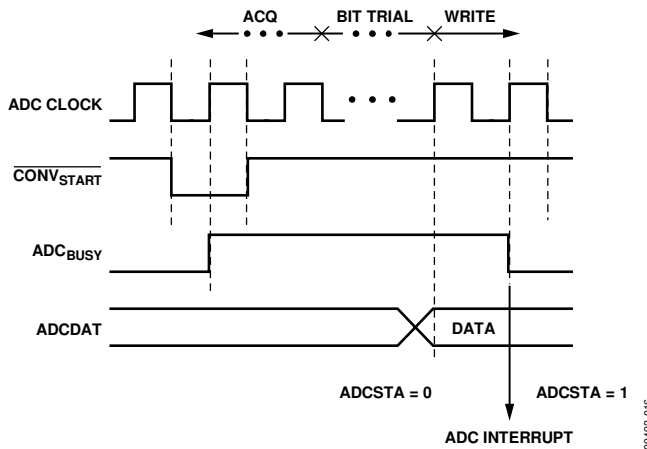 ACQ BIT TRIAL WRITE
ADC CLOCK
CONVSTART
ADCBUSY
ADCDAT DATA
ADCSTA = 0 ADCSTA = 1
ADC INTERRUPT